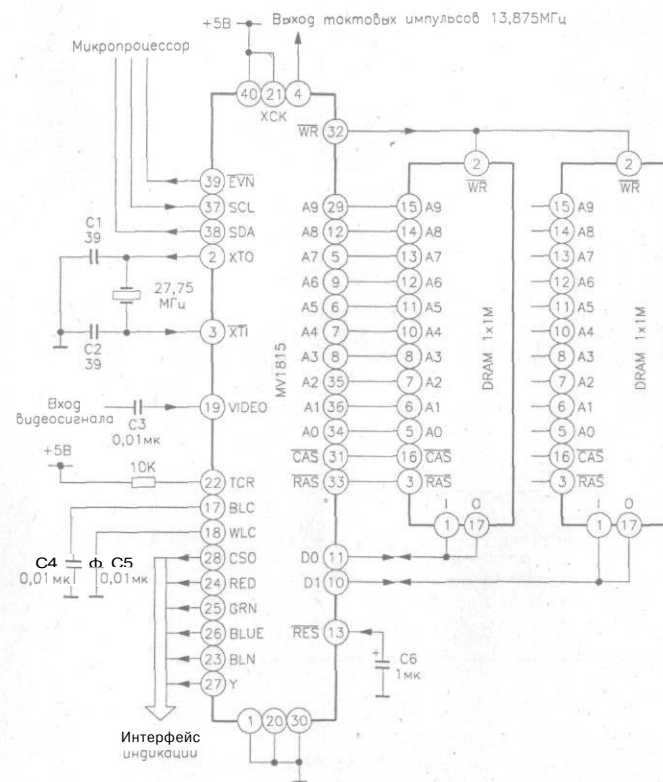 +5В
Выход тактовых импульсов 13,875МГц
Микропроцессор
40 21 4
XCK
WR 32
2 2
WR WR
39 EVN
37 SCL
38 SDA
2 XTO
C1
39
27,75
МГц
3 XTI
C2
39
Вход
видеосигнала
C3
0,01мк
19 VIDEO
+5В
10К
22 TCR
17 BLC
18 WLC
C4 ф C5
0,01мк 0,01мк
28 CSO
24 RED
25 GRN
26 BLUE
23 BLN
27 Y
Интерфейс
индикации
MV1815
A9 29 15 A9
A8 12 14 A8
A7 5 13 A7
A6 9 12 A6
A5 6 11 A5
A4 7 10 A4
A3 8 8 A3
A2 35 7 A2
A1 36 6 A1
A0 34 5 A0
CAS 31 16 CAS
RAS 33 3 RAS
I O
1 17
DRAM 1x1M
15 A9
14 A8
13 A7
12 A6
11 A5
10 A4
8 A3
7 A2
6 A1
5 A0
16 CAS
3 RAS
I O
1 17
DRAM 1x1M
D0 11
D1 10
RES 13
+
C6
1мк
1 20 30